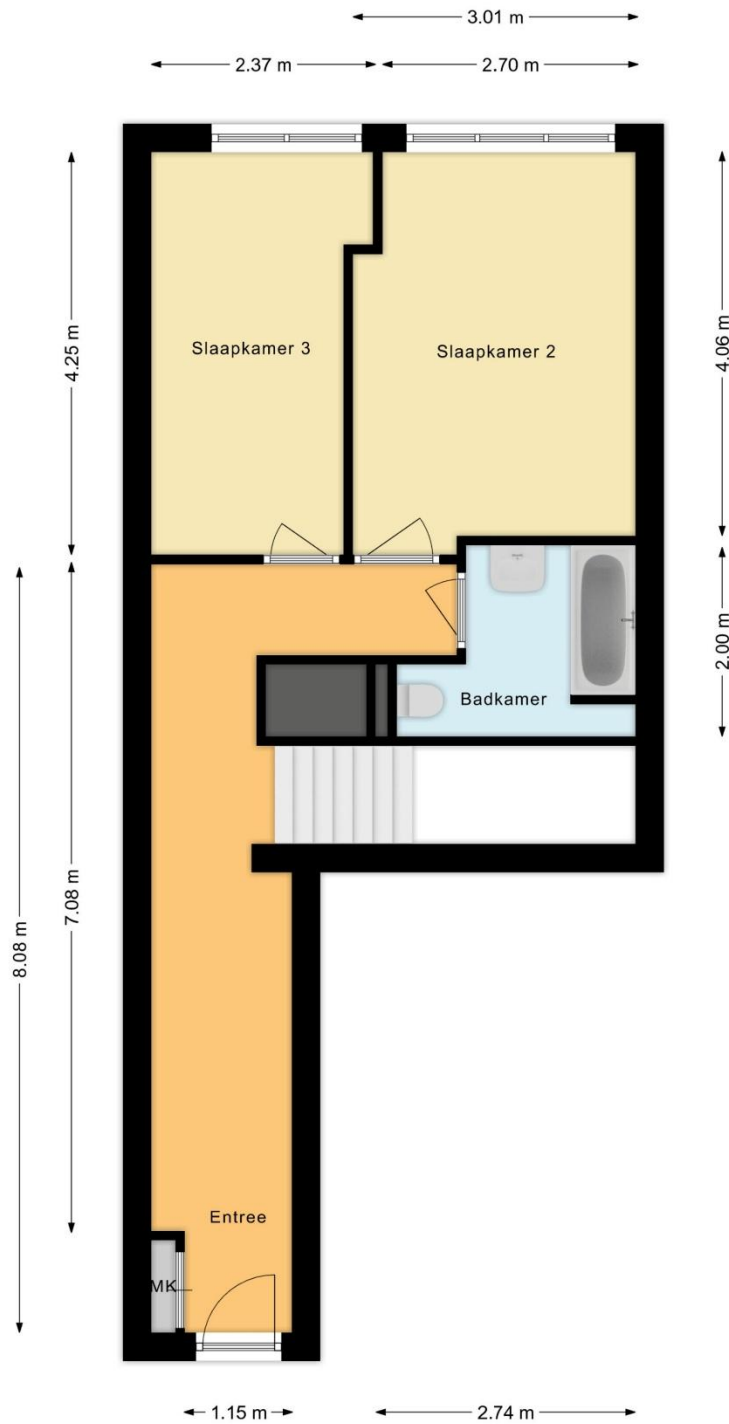 3.01 m
2.37 m
2.70 m
4.25 m
4.06 m
Slaapkamer 3
Slaapkamer 2
2.00 m
Badkamer
7.08 m
8.08 m
Entree
MK
1.15 m
2.74 m